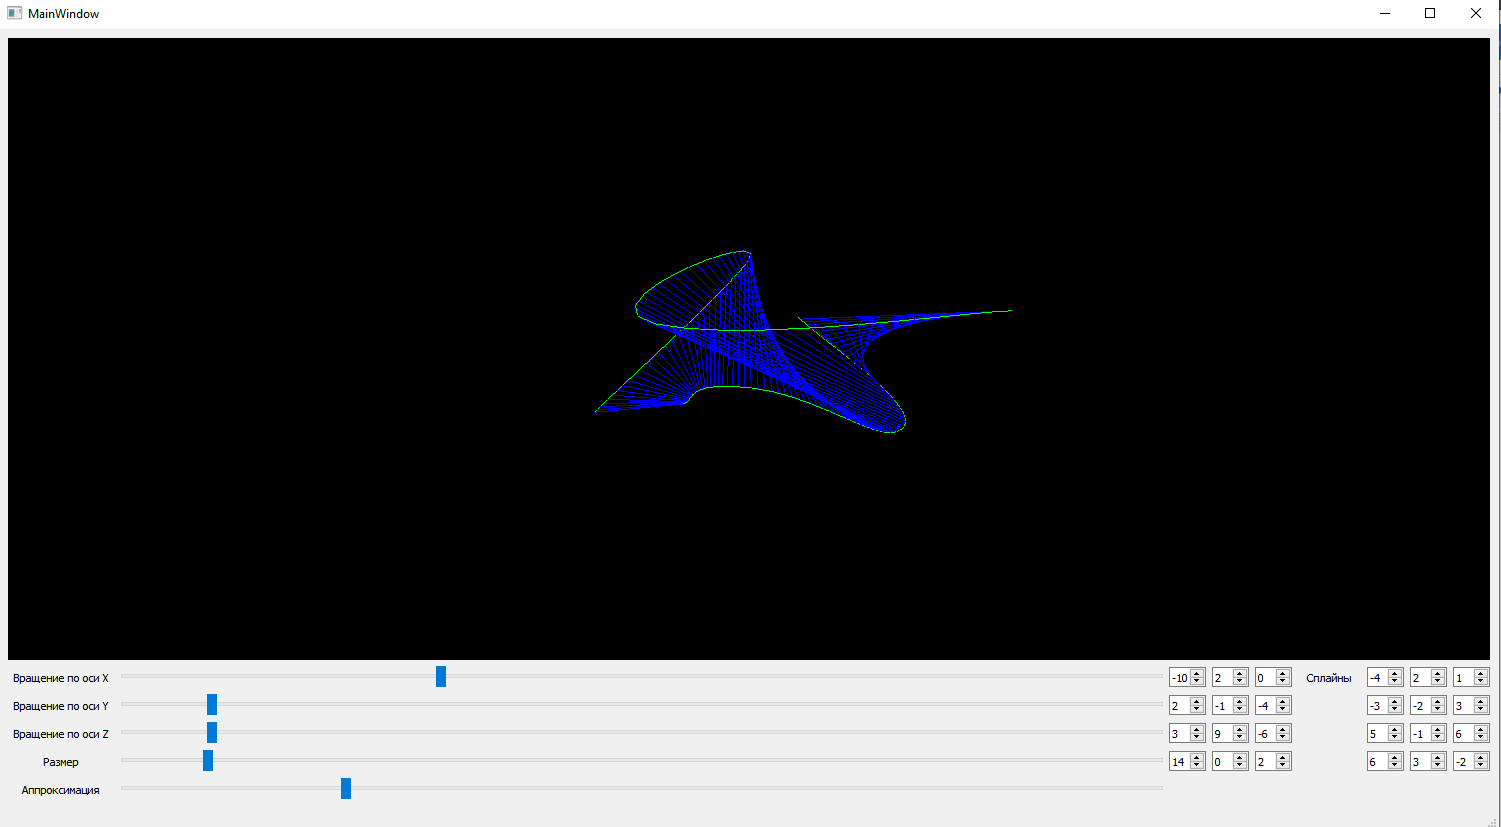 MainWindow
Вращение по оси X -10 2 0 Сплайны -4 2 1
Вращение по оси Y 2 -1 -4 -3 -2 3
Вращение по оси Z 3 9 -6 5 -1 6
Размер 14 0 2 6 3 -2
Аппроксимация